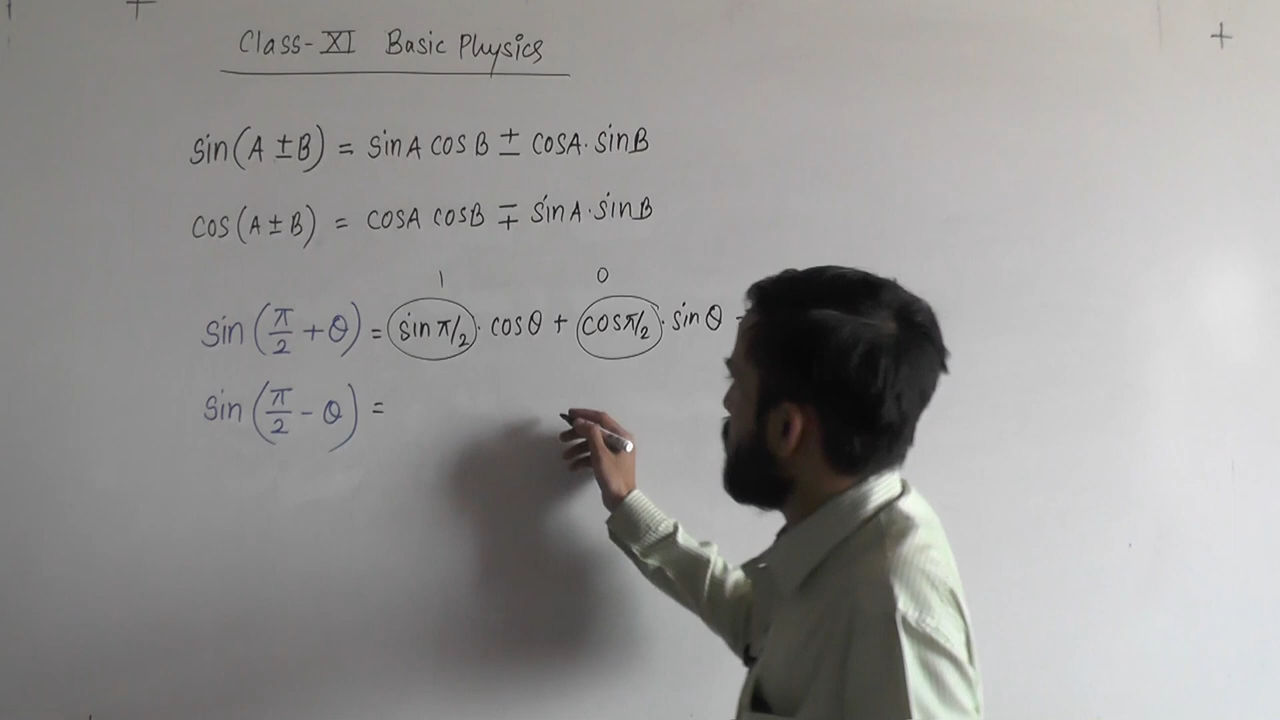 Class-XI Basic Physics
sin(A ± B) = sinA cosB ± cosA·sinB
cos(A ± B) = cosA cosB ∓ sinA·sinB
1 0
sin(π/2 + θ) = sin π/2 · cosθ + cosπ/2 · sinθ
sin(π/2 - θ) =